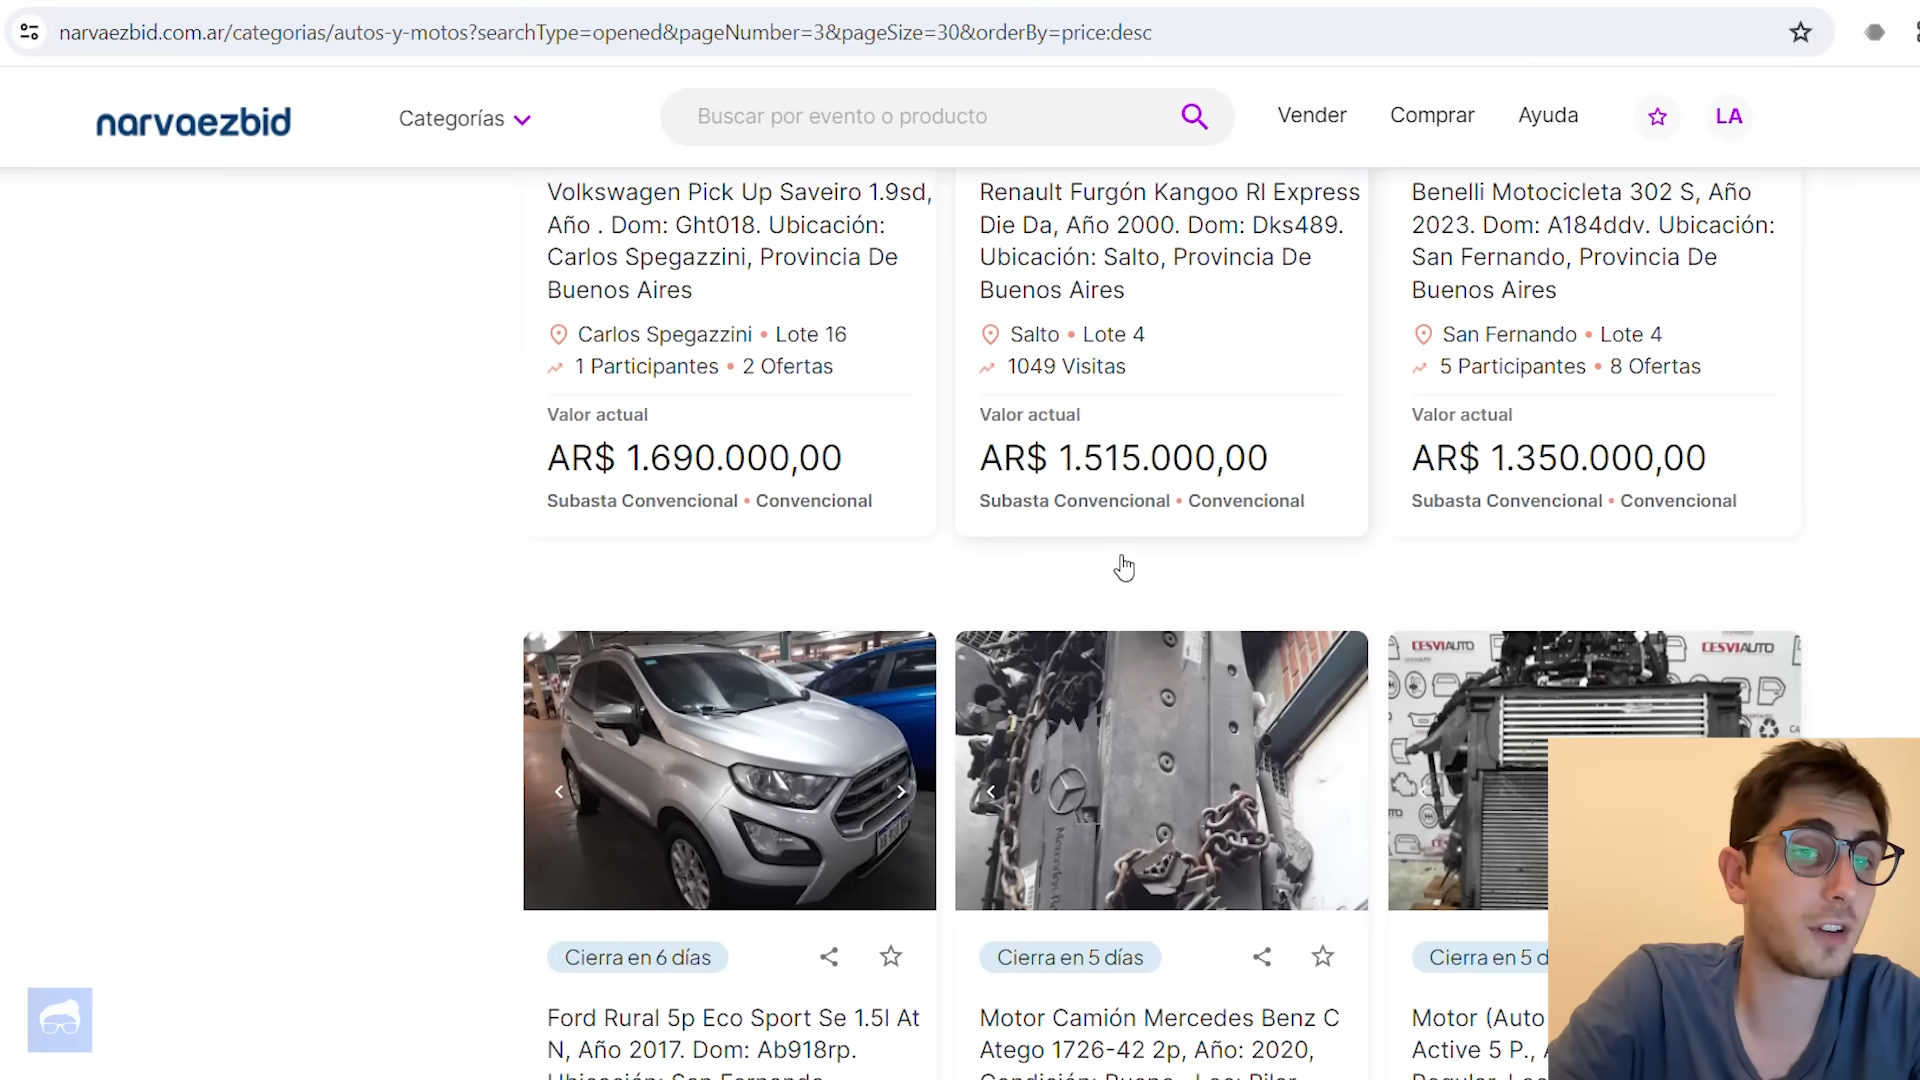 narvaezbid.com.ar/categorias/autos-y-motos?searchType=opened&pageNumber=3&pageSize=30&orderBy=price:desc
narvaezbid
Categorías
Buscar por evento o producto
Vender
Comprar
Ayuda
LA
Volkswagen Pick Up Saveiro 1.9sd,
Año . Dom: Ght018. Ubicación:
Carlos Spegazzini, Provincia De
Buenos Aires
Carlos Spegazzini • Lote 16
1 Participantes • 2 Ofertas
Valor actual
AR$ 1.690.000,00
Subasta Convencional • Convencional
Renault Furgón Kangoo Rl Express
Die Da, Año 2000. Dom: Dks489.
Ubicación: Salto, Provincia De
Buenos Aires
Salto • Lote 4
1049 Visitas
Valor actual
AR$ 1.515.000,00
Subasta Convencional • Convencional
Benelli Motocicleta 302 S, Año
2023. Dom: A184ddv. Ubicación:
San Fernando, Provincia De
Buenos Aires
San Fernando • Lote 4
5 Participantes • 8 Ofertas
Valor actual
AR$ 1.350.000,00
Subasta Convencional • Convencional
CESVIAUTO
CESVIAUTO
Cierra en 6 días
Ford Rural 5p Eco Sport Se 1.5l At
N, Año 2017. Dom: Ab918rp.
Ubicación: San Fernando
Cierra en 5 días
Motor Camión Mercedes Benz C
Atego 1726-42 2p, Año: 2020,
Condición: Bueno
Cierra en 5 d
Motor (Auto
Active 5 P.,